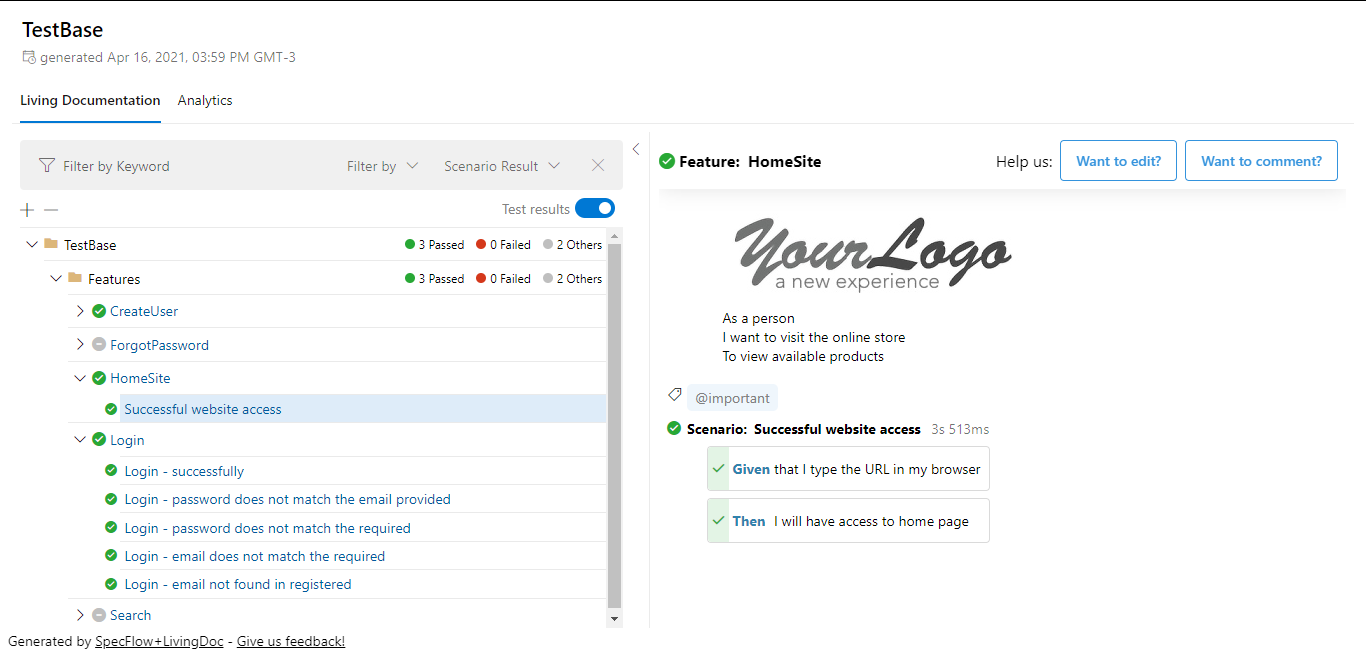 TestBase
generated Apr 16, 2021, 03:59 PM GMT-3
Living Documentation Analytics
Filter by Keyword Filter by Scenario Result
Test results
TestBase 3 Passed 0 Failed 2 Others
Features 3 Passed 0 Failed 2 Others
CreateUser
ForgotPassword
HomeSite
Successful website access
Login
Login - successfully
Login - password does not match the email provided
Login - password does not match the required
Login - email does not match the required
Login - email not found in registered
Search
Feature: HomeSite Help us: Want to edit? Want to comment?
YourLogo
a new experience
As a person
I want to visit the online store
To view available products
@important
Scenario: Successful website access 3s 513ms
Given that I type the URL in my browser
Then I will have access to home page
Generated by SpecFlow+LivingDoc - Give us feedback!